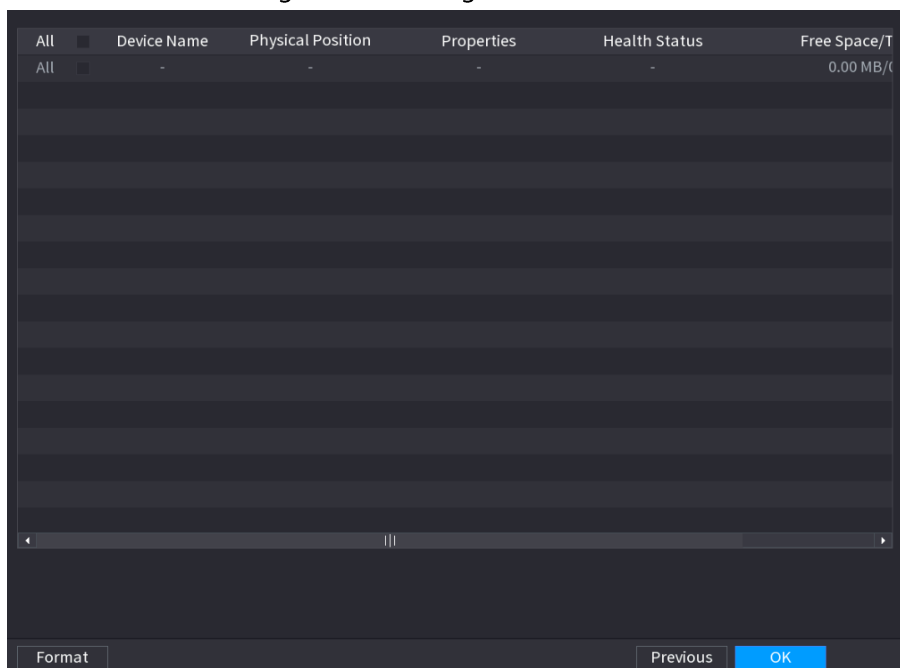 All Device Name Physical Position Properties Health Status Free Space/T
All - - - - 0.00 MB/
Format Previous OK